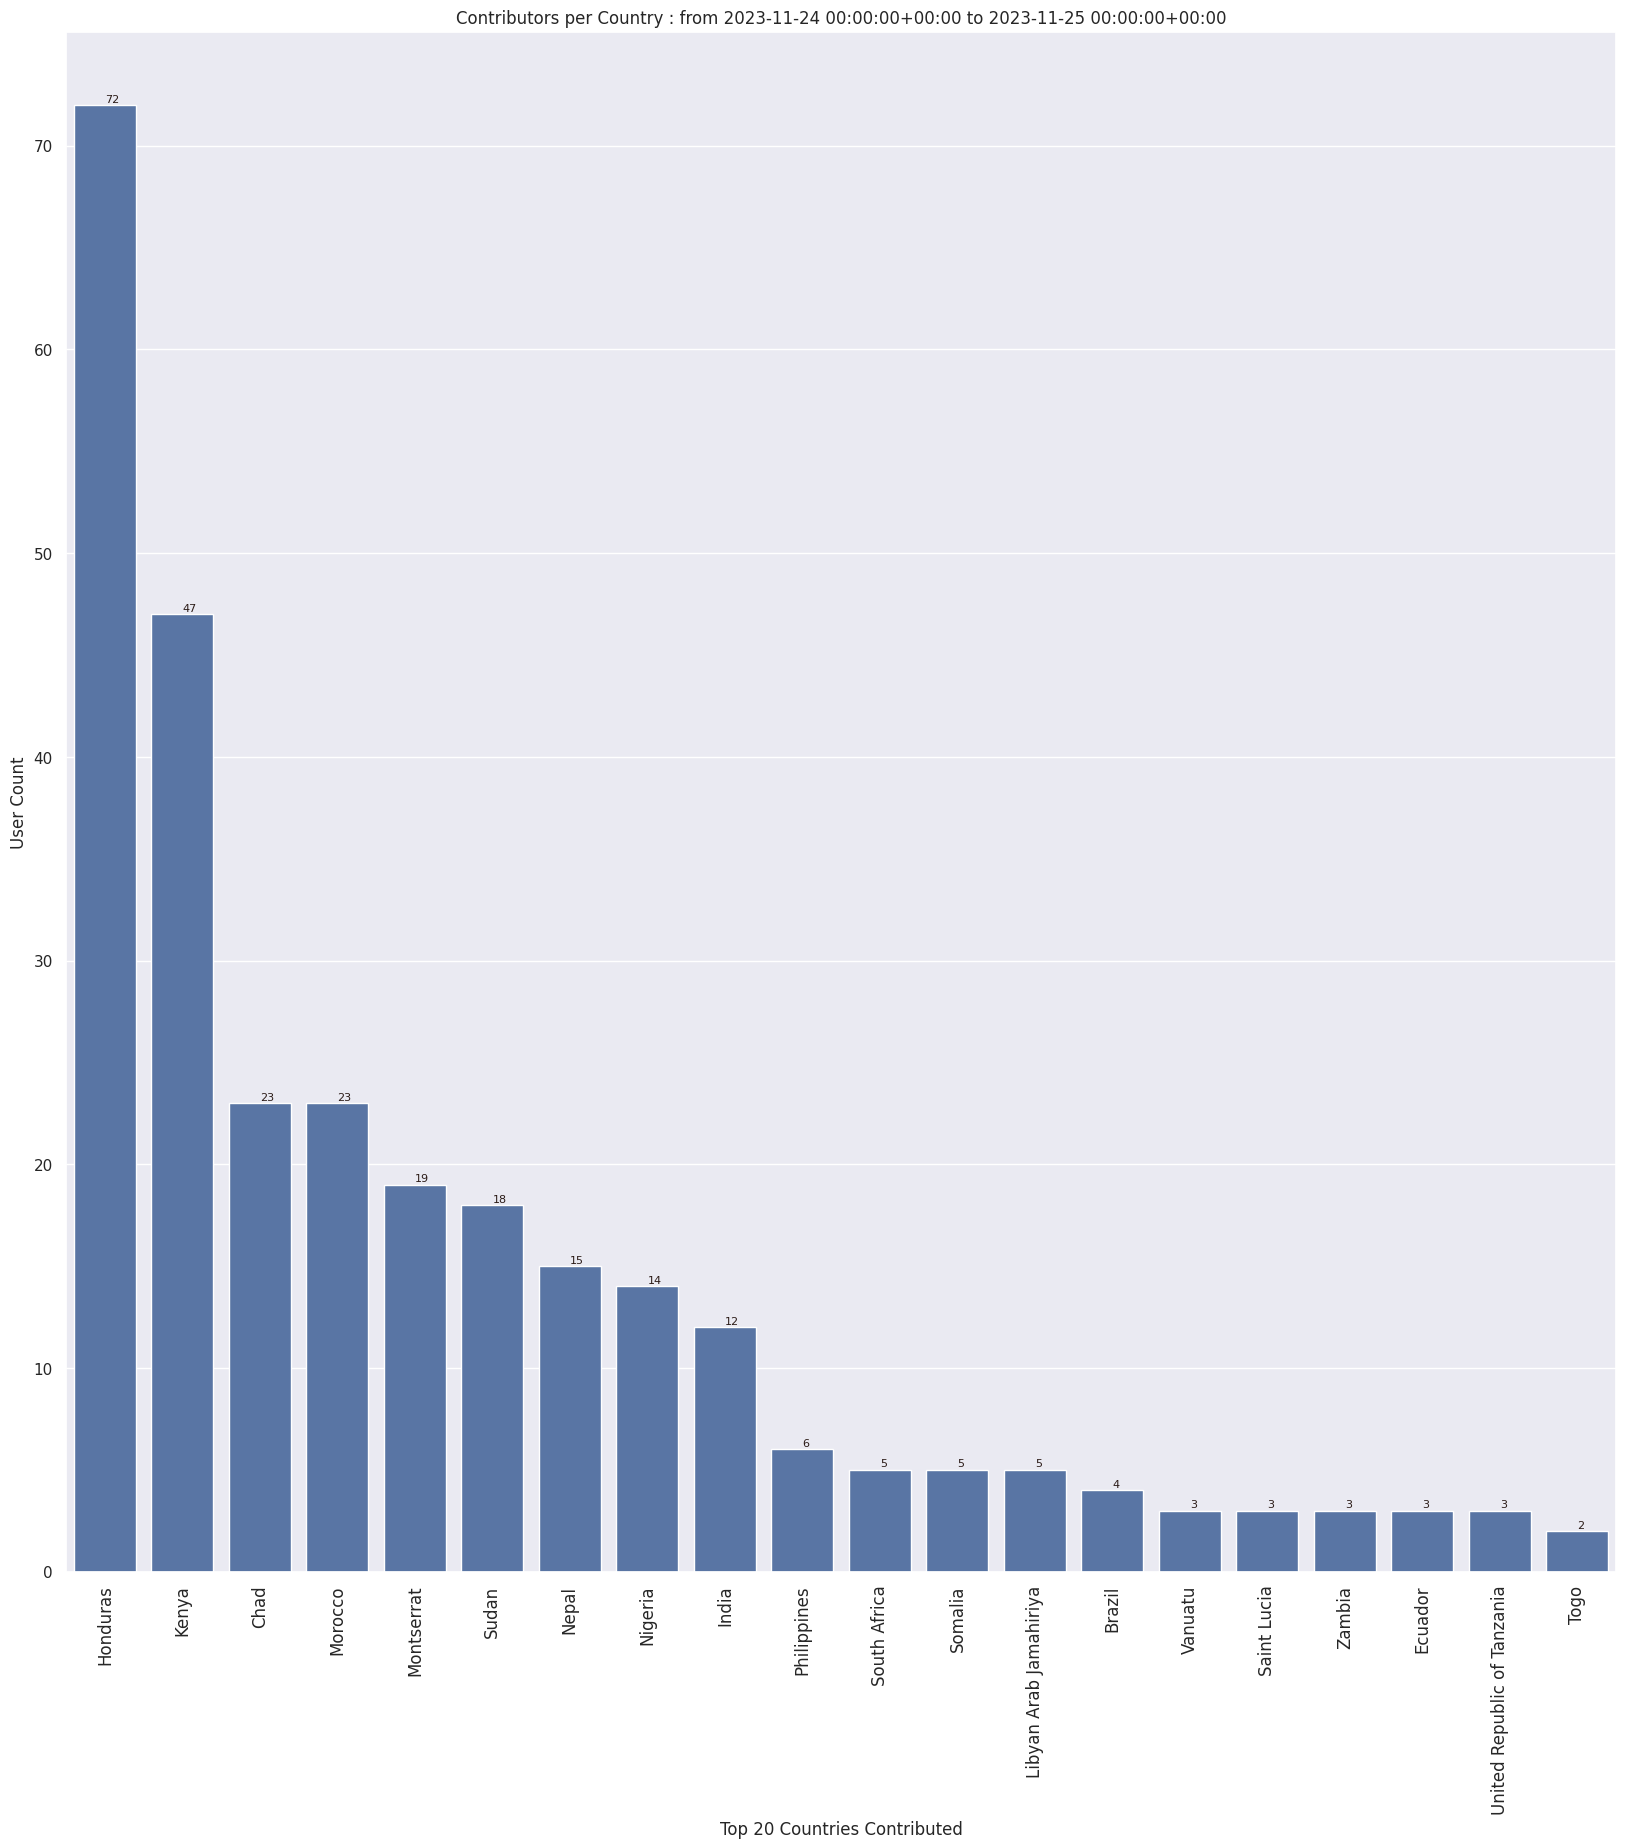 Contributors per Country : from 2023-11-24 00:00:00+00:00 to 2023-11-25 00:00:00+00:00
User Count
70
60
50
40
30
20
10
0
72
47
23
23
19
18
15
14
12
6
5
5
5
4
3
3
3
3
3
2
Honduras
Kenya
Chad
Morocco
Montserrat
Sudan
Nepal
Nigeria
India
Philippines
South Africa
Somalia
Libyan Arab Jamahiriya
Brazil
Vanuatu
Saint Lucia
Zambia
Ecuador
United Republic of Tanzania
Togo
Top 20 Countries Contributed